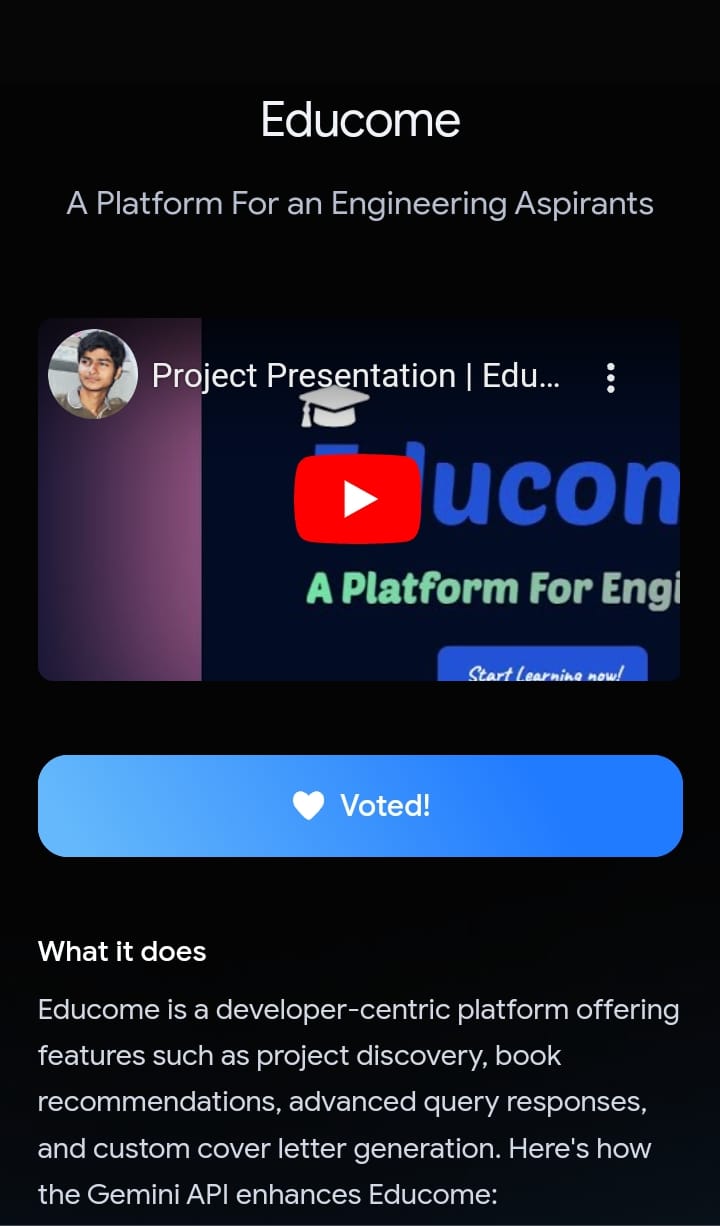 Educome
A Platform For an Engineering Aspirants
Project Presentation | Edu...
ucon
A Platform For Engi
Start Learning now!
Voted!
What it does
Educome is a developer-centric platform offering
features such as project discovery, book
recommendations, advanced query responses,
and custom cover letter generation. Here's how
the Gemini API enhances Educome: